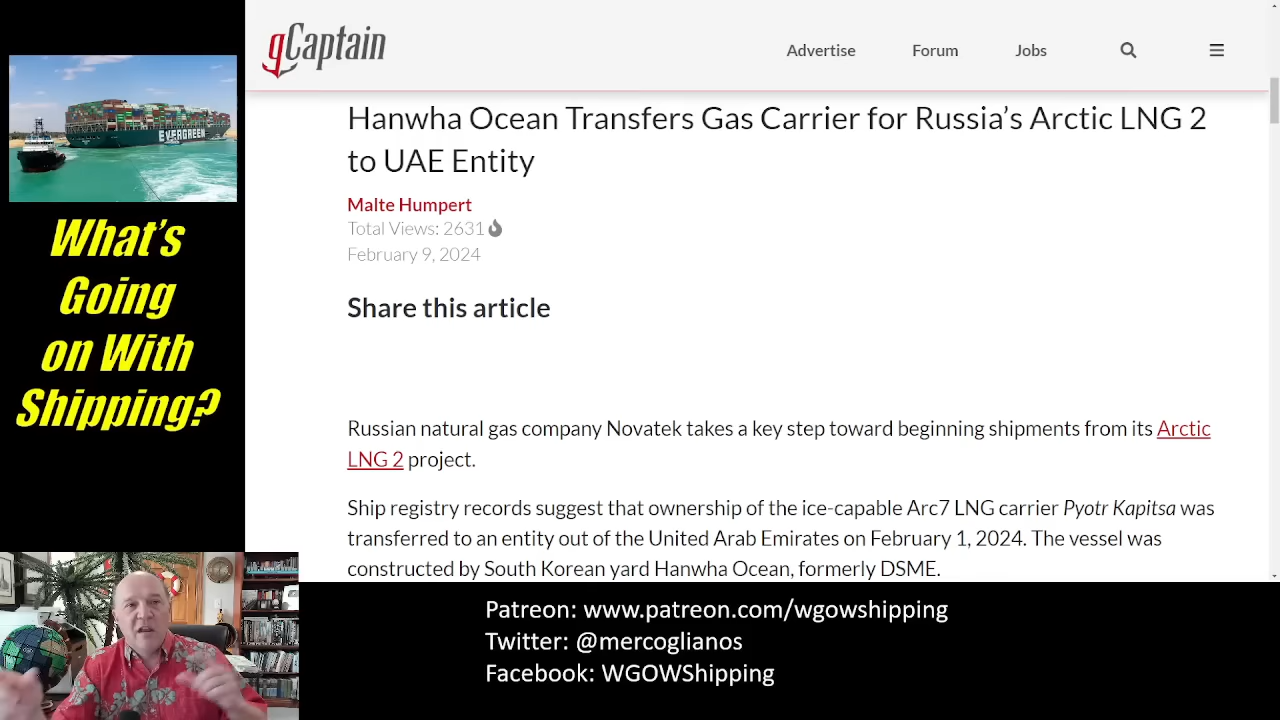 gCaptain
Advertise
Forum
Jobs
EVERGREEN
What's
Going
on With
Shipping?
Hanwha Ocean Transfers Gas Carrier for Russia's Arctic LNG 2
to UAE Entity
Malte Humpert
Total Views: 2631
February 9, 2024
Share this article
Russian natural gas company Novatek takes a key step toward beginning shipments from its Arctic
LNG 2 project.
Ship registry records suggest that ownership of the ice-capable Arc7 LNG carrier Pyotr Kapitsa was
transferred to an entity out of the United Arab Emirates on February 1, 2024. The vessel was
constructed by South Korean yard Hanwha Ocean, formerly DSME.
Patreon: www.patreon.com/wgowshipping
Twitter: @mercoglianos
Facebook: WGOWShipping